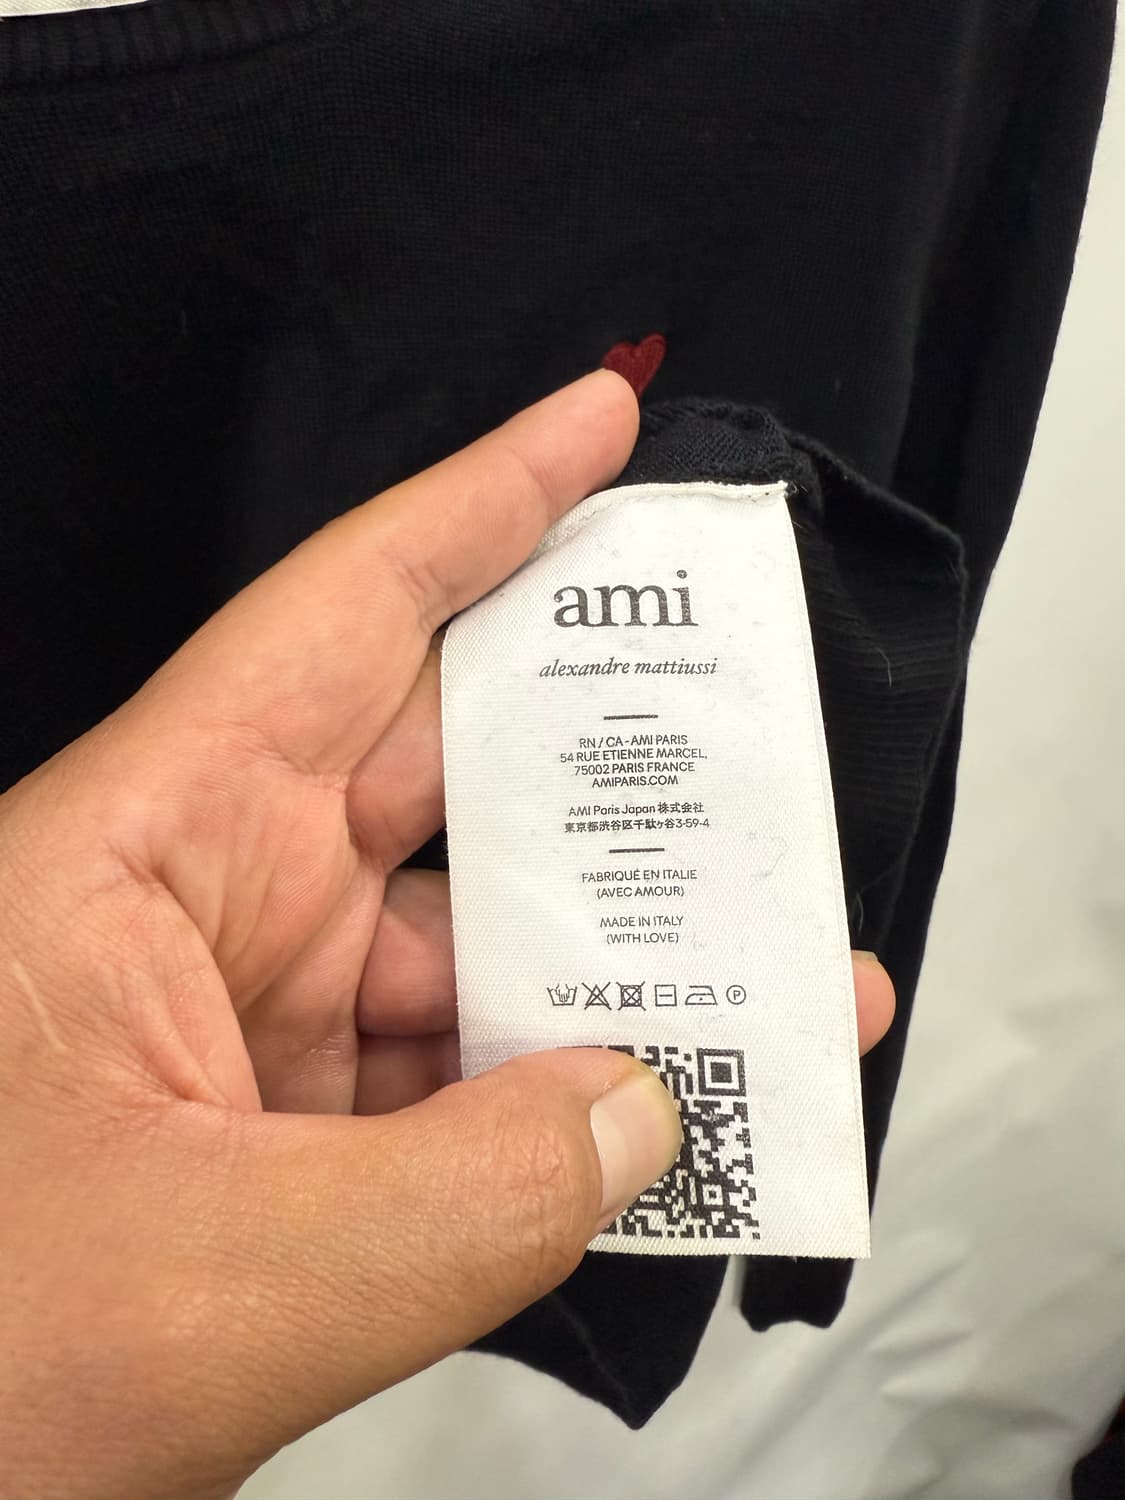 ami
alexandre mattiussi
RN / CA - AMI PARIS
54 RUE ETIENNE MARCEL,
75002 PARIS FRANCE
AMIPARIS.COM
AMI Paris Japan 株式会社
東京都渋谷区千駄ヶ谷3-59-4
FABRIQUÉ EN ITALIE
(AVEC AMOUR)
MADE IN ITALY
(WITH LOVE)
P